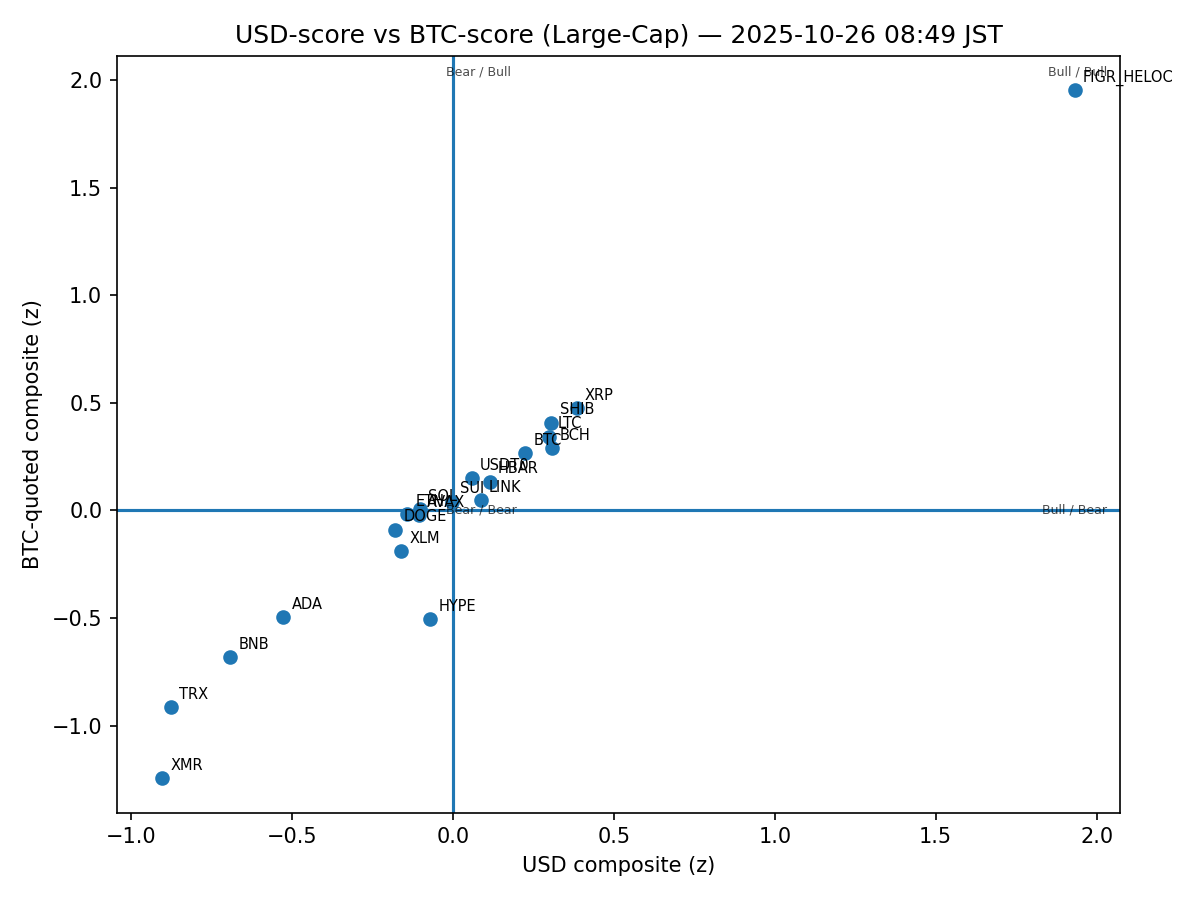 USD-score vs BTC-score (Large-Cap) — 2025-10-26 08:49 JST
Bear / Bull
Bull / Bull
FIGR_HELOC
XRP
SHIB
LTC
BCH
BTC
USDT0
HBAR
SUI
LINK
SOL
ETH
AVAX
DOGE
Bear / Bear
Bull / Bear
XLM
HYPE
ADA
BNB
TRX
XMR
2.0
1.5
1.0
0.5
0.0
−0.5
−1.0
BTC-quoted composite (z)
−1.0
−0.5
0.0
0.5
1.0
1.5
2.0
USD composite (z)